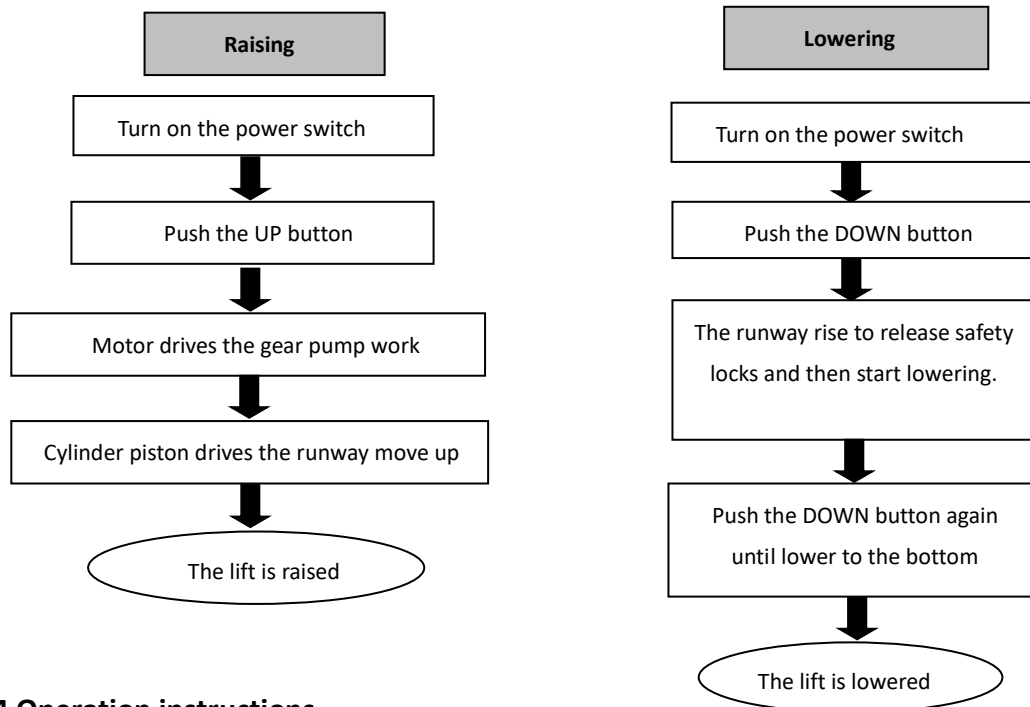 Raising
Turn on the power switch
Push the UP button
Motor drives the gear pump work
Cylinder piston drives the runway move up
The lift is raised
Lowering
Turn on the power switch
Push the DOWN button
The runway rise to release safety
locks and then start lowering.
Push the DOWN button again
until lower to the bottom
The lift is lowered
Operation instructions